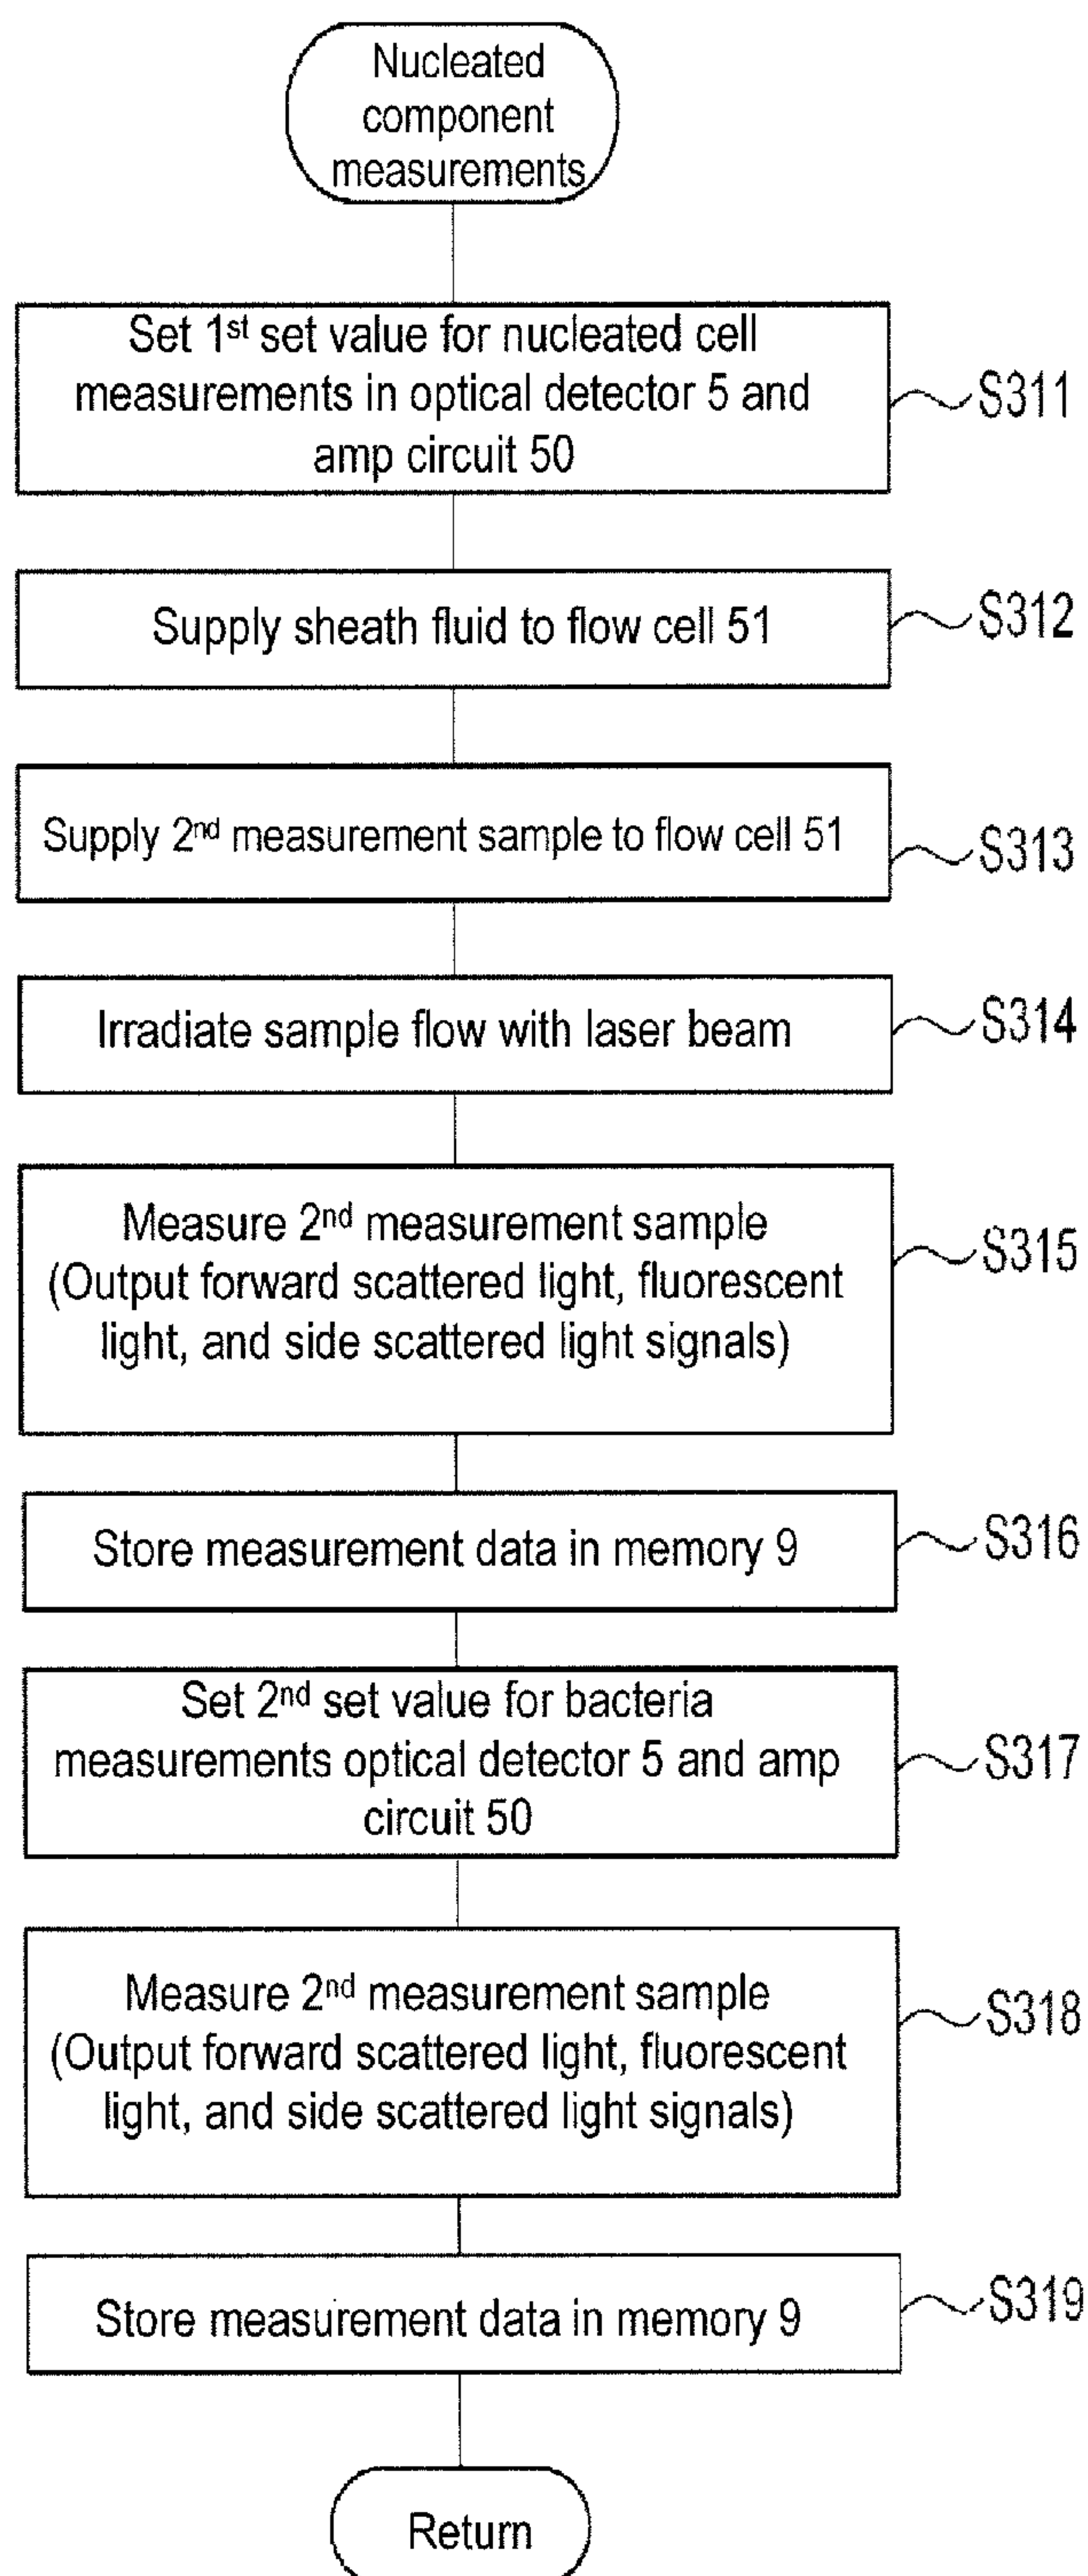 Nucleated
component
measurements
Set 1st set value for nucleated cell
measurements in optical detector 5 and
amp circuit 50
S311
Supply sheath fluid to flow cell 51
S312
Supply 2nd measurement sample to flow cell 51
S313
Irradiate sample flow with laser beam
S314
Measure 2nd measurement sample
(Output forward scattered light, fluorescent
light, and side scattered light signals)
S315
Store measurement data in memory 9
S316
Set 2nd set value for bacteria
measurements optical detector 5 and amp
circuit 50
S317
Measure 2nd measurement sample
(Output forward scattered light, fluorescent
light, and side scattered light signals)
S318
Store measurement data in memory 9
S319
Return